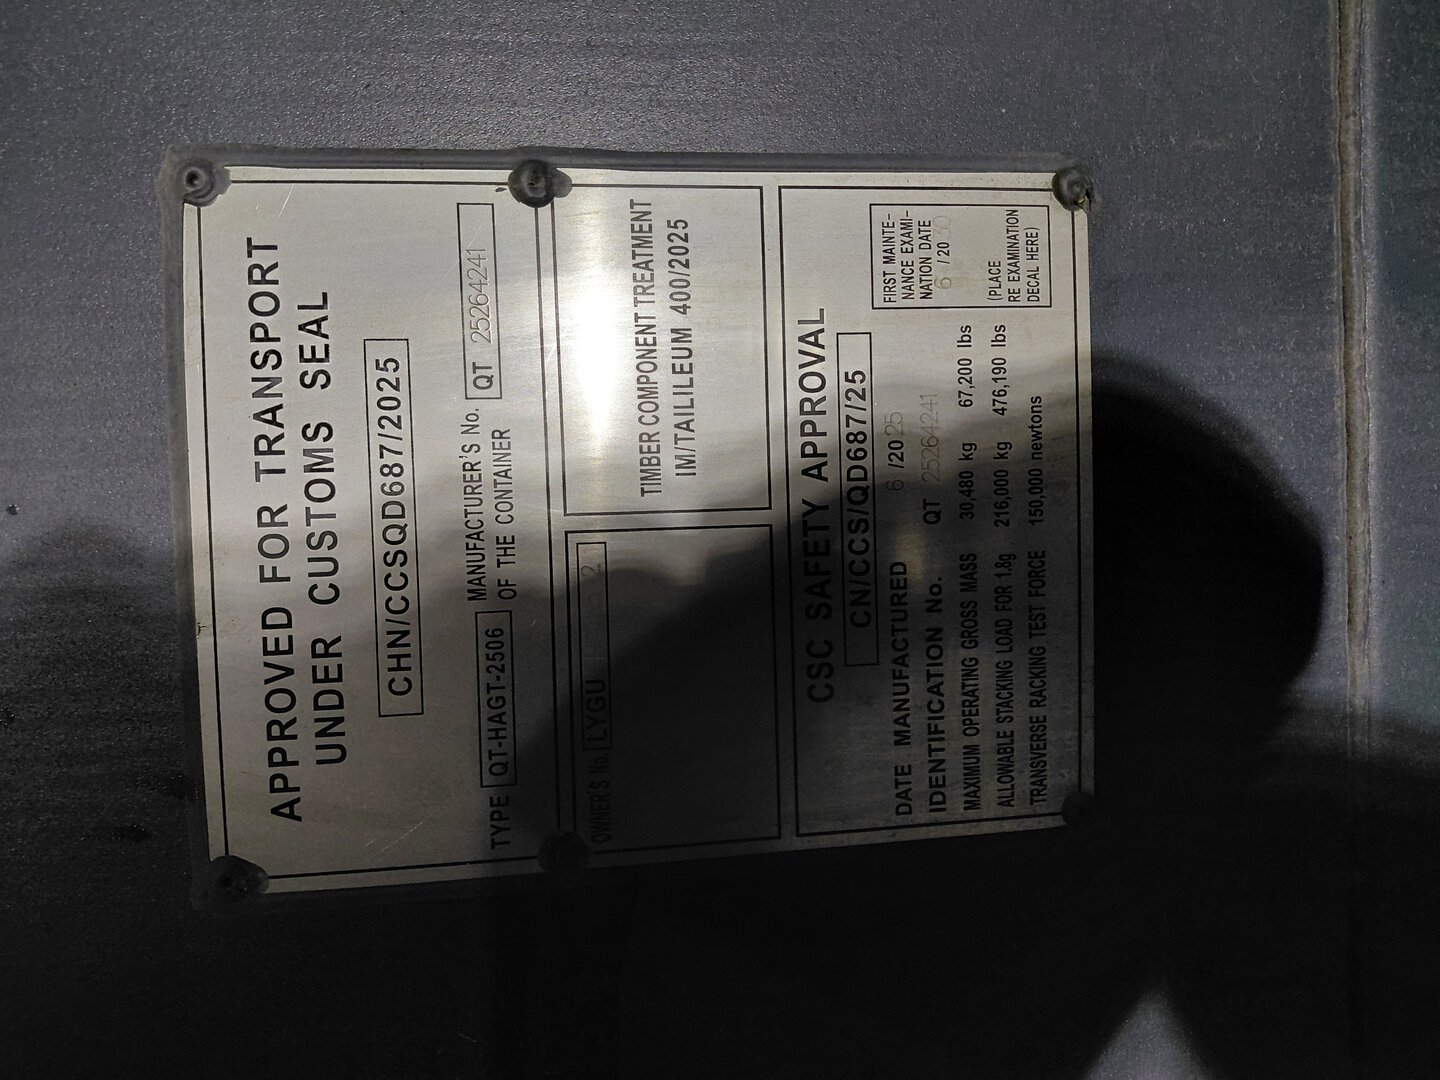 APPROVED FOR TRANSPORT
UNDER CUSTOMS SEAL
CHN/CCSQD687/2025
TYPE QT-HAGT-2506 MANUFACTURER'S No. OF THE CONTAINER QT 25264241
OWNER'S No. LYGU 2
TIMBER COMPONENT TREATMENT
IM/TAILILEUM 400/2025
CSC SAFETY APPROVAL
CN/CCS/QD687/25
DATE MANUFACTURED 6 /2025
IDENTIFICATION No. QT 25264241
MAXIMUM OPERATING GROSS MASS 30,480 kg 67,200 lbs
ALLOWABLE STACKING LOAD FOR 1.8g 216,000 kg 476,190 lbs
TRANSVERSE RACKING TEST FORCE 150,000 newtons
FIRST MAINTE-
NANCE EXAMI-
NATION DATE
6 /2030
(PLACE
RE EXAMINATION
DECAL HERE)